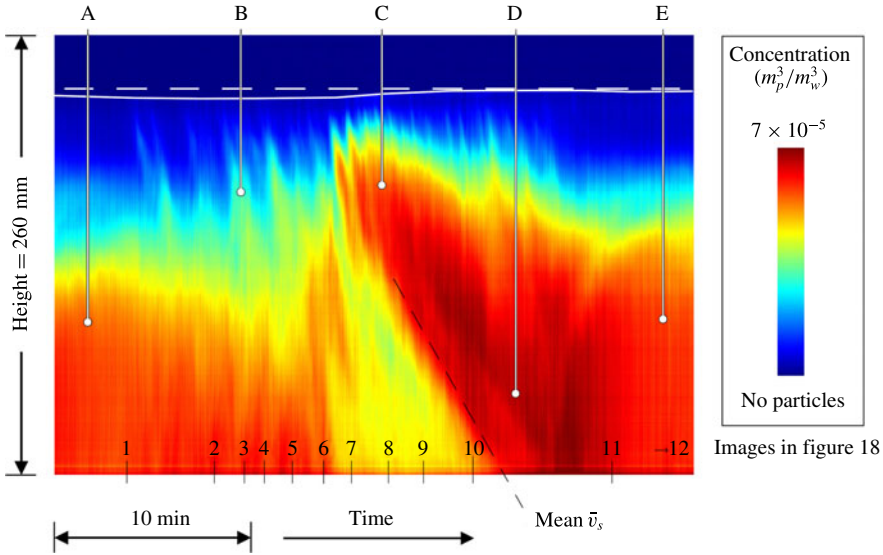 A B C D E
Concentration
(m_p^3/m_w^3)
7 × 10^{-5}
No particles
Height = 260 mm
1 2 3 4 5 6 7 8 9 10 11 →12
Images in figure 18
10 min
Time
Mean v̄_s